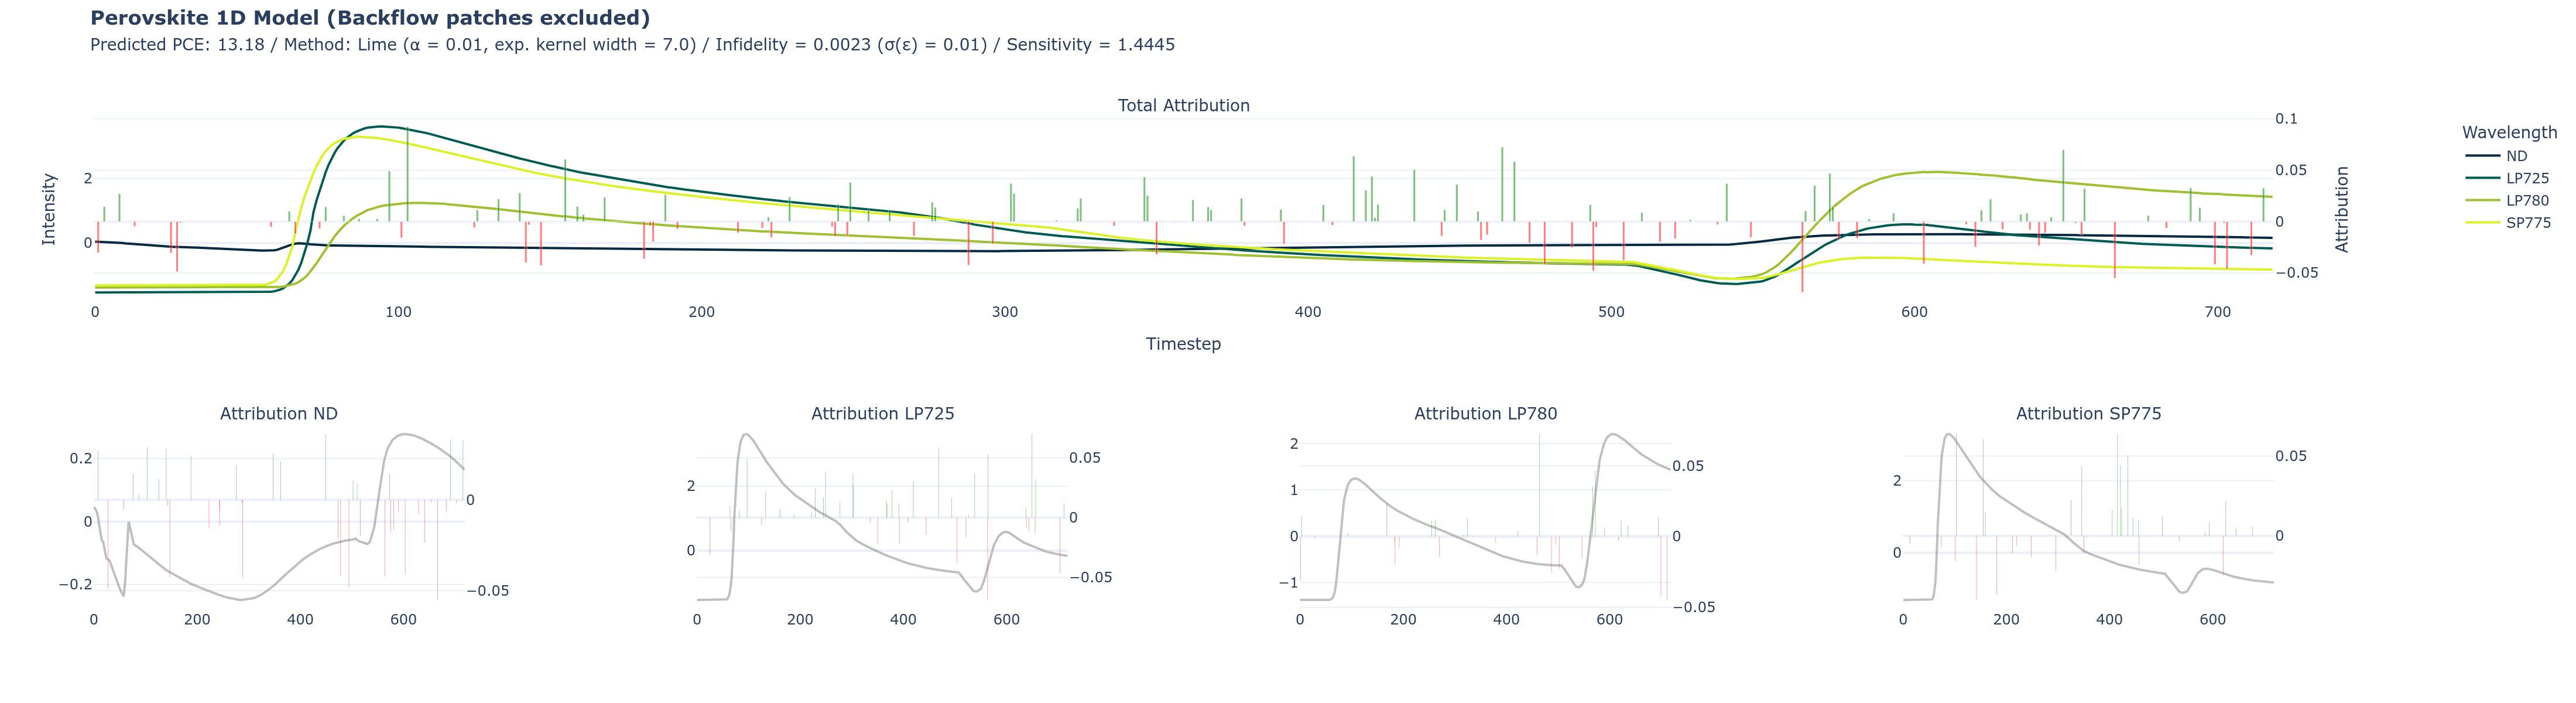 Perovskite 1D Model (Backflow patches excluded)
Predicted PCE: 13.18 / Method: Lime (α = 0.01, exp. kernel width = 7.0) / Infidelity = 0.0023 (σ(ε) = 0.01) / Sensitivity = 1.4445
Total Attribution
Intensity
2
0
0.1
0.05
0
−0.05
Attribution
0 100 200 300 400 500 600 700
Timestep
Wavelength
ND
LP725
LP780
SP775
Attribution ND
0.2
0
−0.2
0
−0.05
0 200 400 600
Attribution LP725
2
0
0.05
0
−0.05
0 200 400 600
Attribution LP780
2
1
0
−1
0.05
0
−0.05
0 200 400 600
Attribution SP775
2
0
0.05
0
0 200 400 600